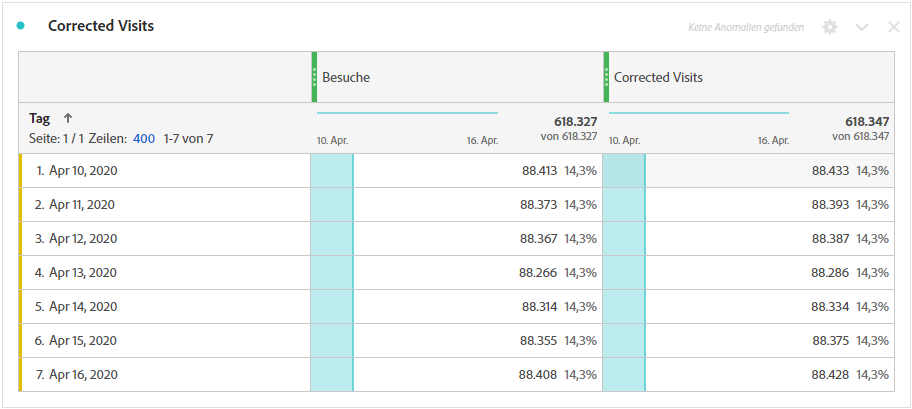 Corrected Visits
Keine Anomalien gefunden
Besuche
Corrected Visits
Tag
Seite: 1 / 1 Zeilen: 400 1-7 von 7
10. Apr.
16. Apr.
618.327
von 618.327
10. Apr.
16. Apr.
618.347
von 618.347
1. Apr 10, 2020 88.413 14,3% 88.433 14,3%
2. Apr 11, 2020 88.373 14,3% 88.393 14,3%
3. Apr 12, 2020 88.367 14,3% 88.387 14,3%
4. Apr 13, 2020 88.266 14,3% 88.286 14,3%
5. Apr 14, 2020 88.314 14,3% 88.334 14,3%
6. Apr 15, 2020 88.355 14,3% 88.375 14,3%
7. Apr 16, 2020 88.408 14,3% 88.428 14,3%